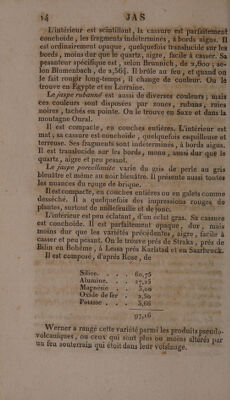 14 JAS
L'intérieur est scintillant, la cassure est parfaitement
conchoïde, les fragments indéterminés, à bords aigus. Il
est ordinairement opaque, quelquefois translucide sur les
bords, moins dur que le quartz, aigre, facile à casser. Sa
pesanteur spécifique est, selon Brunnich, de 2,600, se-
lon Blumenbach, de 2,564. Il brûle au feu, et quand on
le fait rougir long-temps, il change de couleur. On le
trouve en Egypte et en Lorraine.
Le jaspe rubanné est aussi de diverses couleurs ; mais
ces couleurs sont disposées par zones, rubans, raies
noires, tachés en pointe. On le trouve en Saxe et dans la
montagne Oural.
Il est compacte, en couches entières. L'intérieur est
mat ; sa cassure est conchoïde, quelquefois esquilleuse et
terreuse. Ses fragments sont indéterminés, à bords aigus.
Il est translucide sur les bords, menu, aussi dur que le
quartz, aigre et peu pesant.
Le jaspe porcellanite varie du gris de perle au gris
bleuâtre et même au noir bleuâtre. Il présente aussi toutes
les nuances du rouge de brique.
Il est compacte, en couches entières ou en galets comme
desséché. Il a quelquefois des impressions rouges de
plantes, surtout de millefeuille et de joncs.
L'intérieur est peu éclatant, d'un éclat gras. Sa cassure
est conchoïde. Il est parfaitement opaque, dur, mais
moins dur que les variétés précédentes, aigre, facile à
casser et peu pesant. On le trouve près de Straks, près de
Bilin en Bohême, à Lessa près Karlstad et en Saarbruck.
Il est composé, d'après Rose, de
Silice. . . . 60,75
Alumine. . . . 27,25
Magnésie . . 3,00
Oxide de fer . 2,50
Potasse . . . 3,66
97,16
Werner a rangé cette variété parmi les produits pseudo-
volcaniques, ou ceux qui sont plus ou moins altérés par
un feu souterrain qui étoit dans leur voisinage.